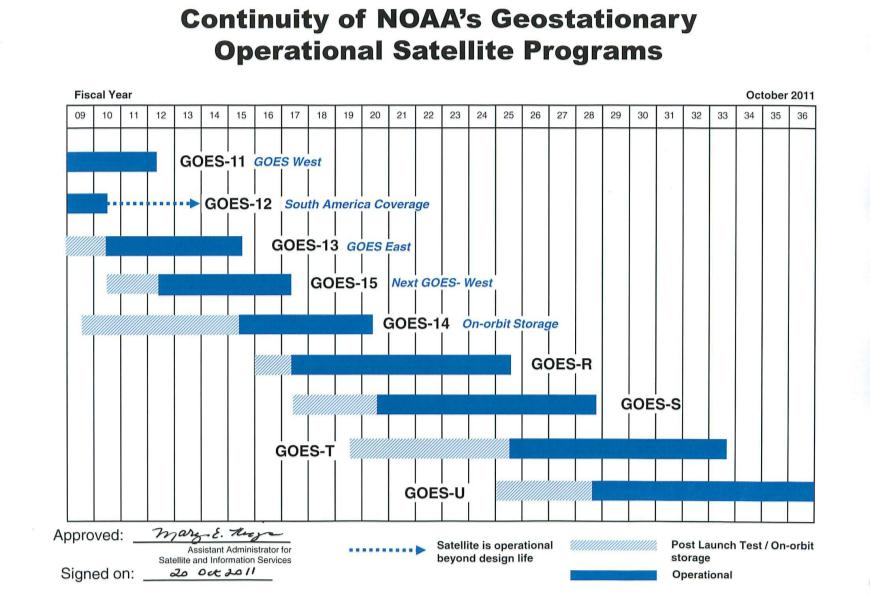 Continuity of NOAA's Geostationary
Operational Satellite Programs
Fiscal Year
October 2011
09 10 11 12 13 14 15 16 17 18 19 20 21 22 23 24 25 26 27 28 29 30 31 32 33 34 35 36
GOES-11 GOES West
GOES-12 South America Coverage
GOES-13 GOES East
GOES-15 Next GOES- West
GOES-14 On-orbit Storage
GOES-R
GOES-S
GOES-T
GOES-U
Approved: Mary E.
Assistant Administrator for
Satellite and Information Services
Signed on: 20 Oct 2011
Satellite is operational
beyond design life
Post Launch Test / On-orbit
storage
Operational